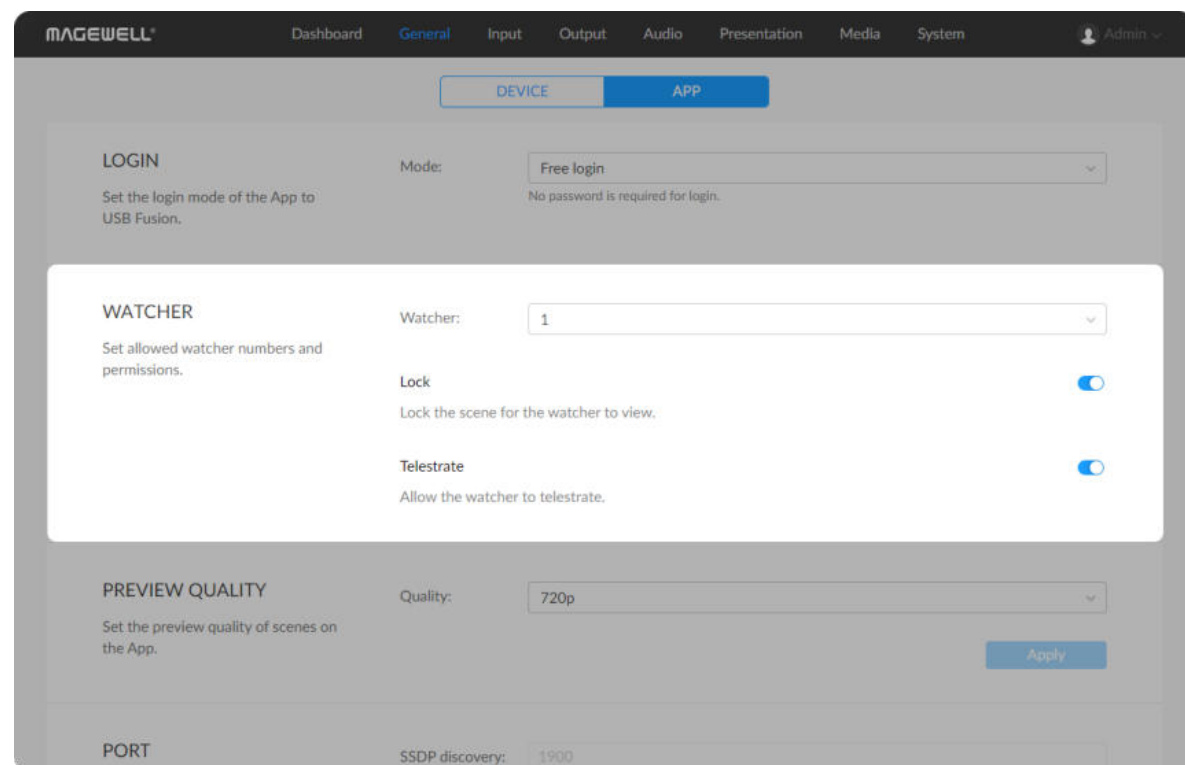 MAGEWELL®
Dashboard General Input Output Audio Presentation Media System Admin
DEVICE APP
LOGIN
Set the login mode of the App to
USB Fusion.
Mode:
Free login
No password is required for login.
WATCHER
Set allowed watcher numbers and
permissions.
Watcher:
1
Lock
Lock the scene for the watcher to view.
Telestrate
Allow the watcher to telestrate.
PREVIEW QUALITY
Set the preview quality of scenes on
the App.
Quality:
720p
Apply
PORT
SSDP discovery:
1900